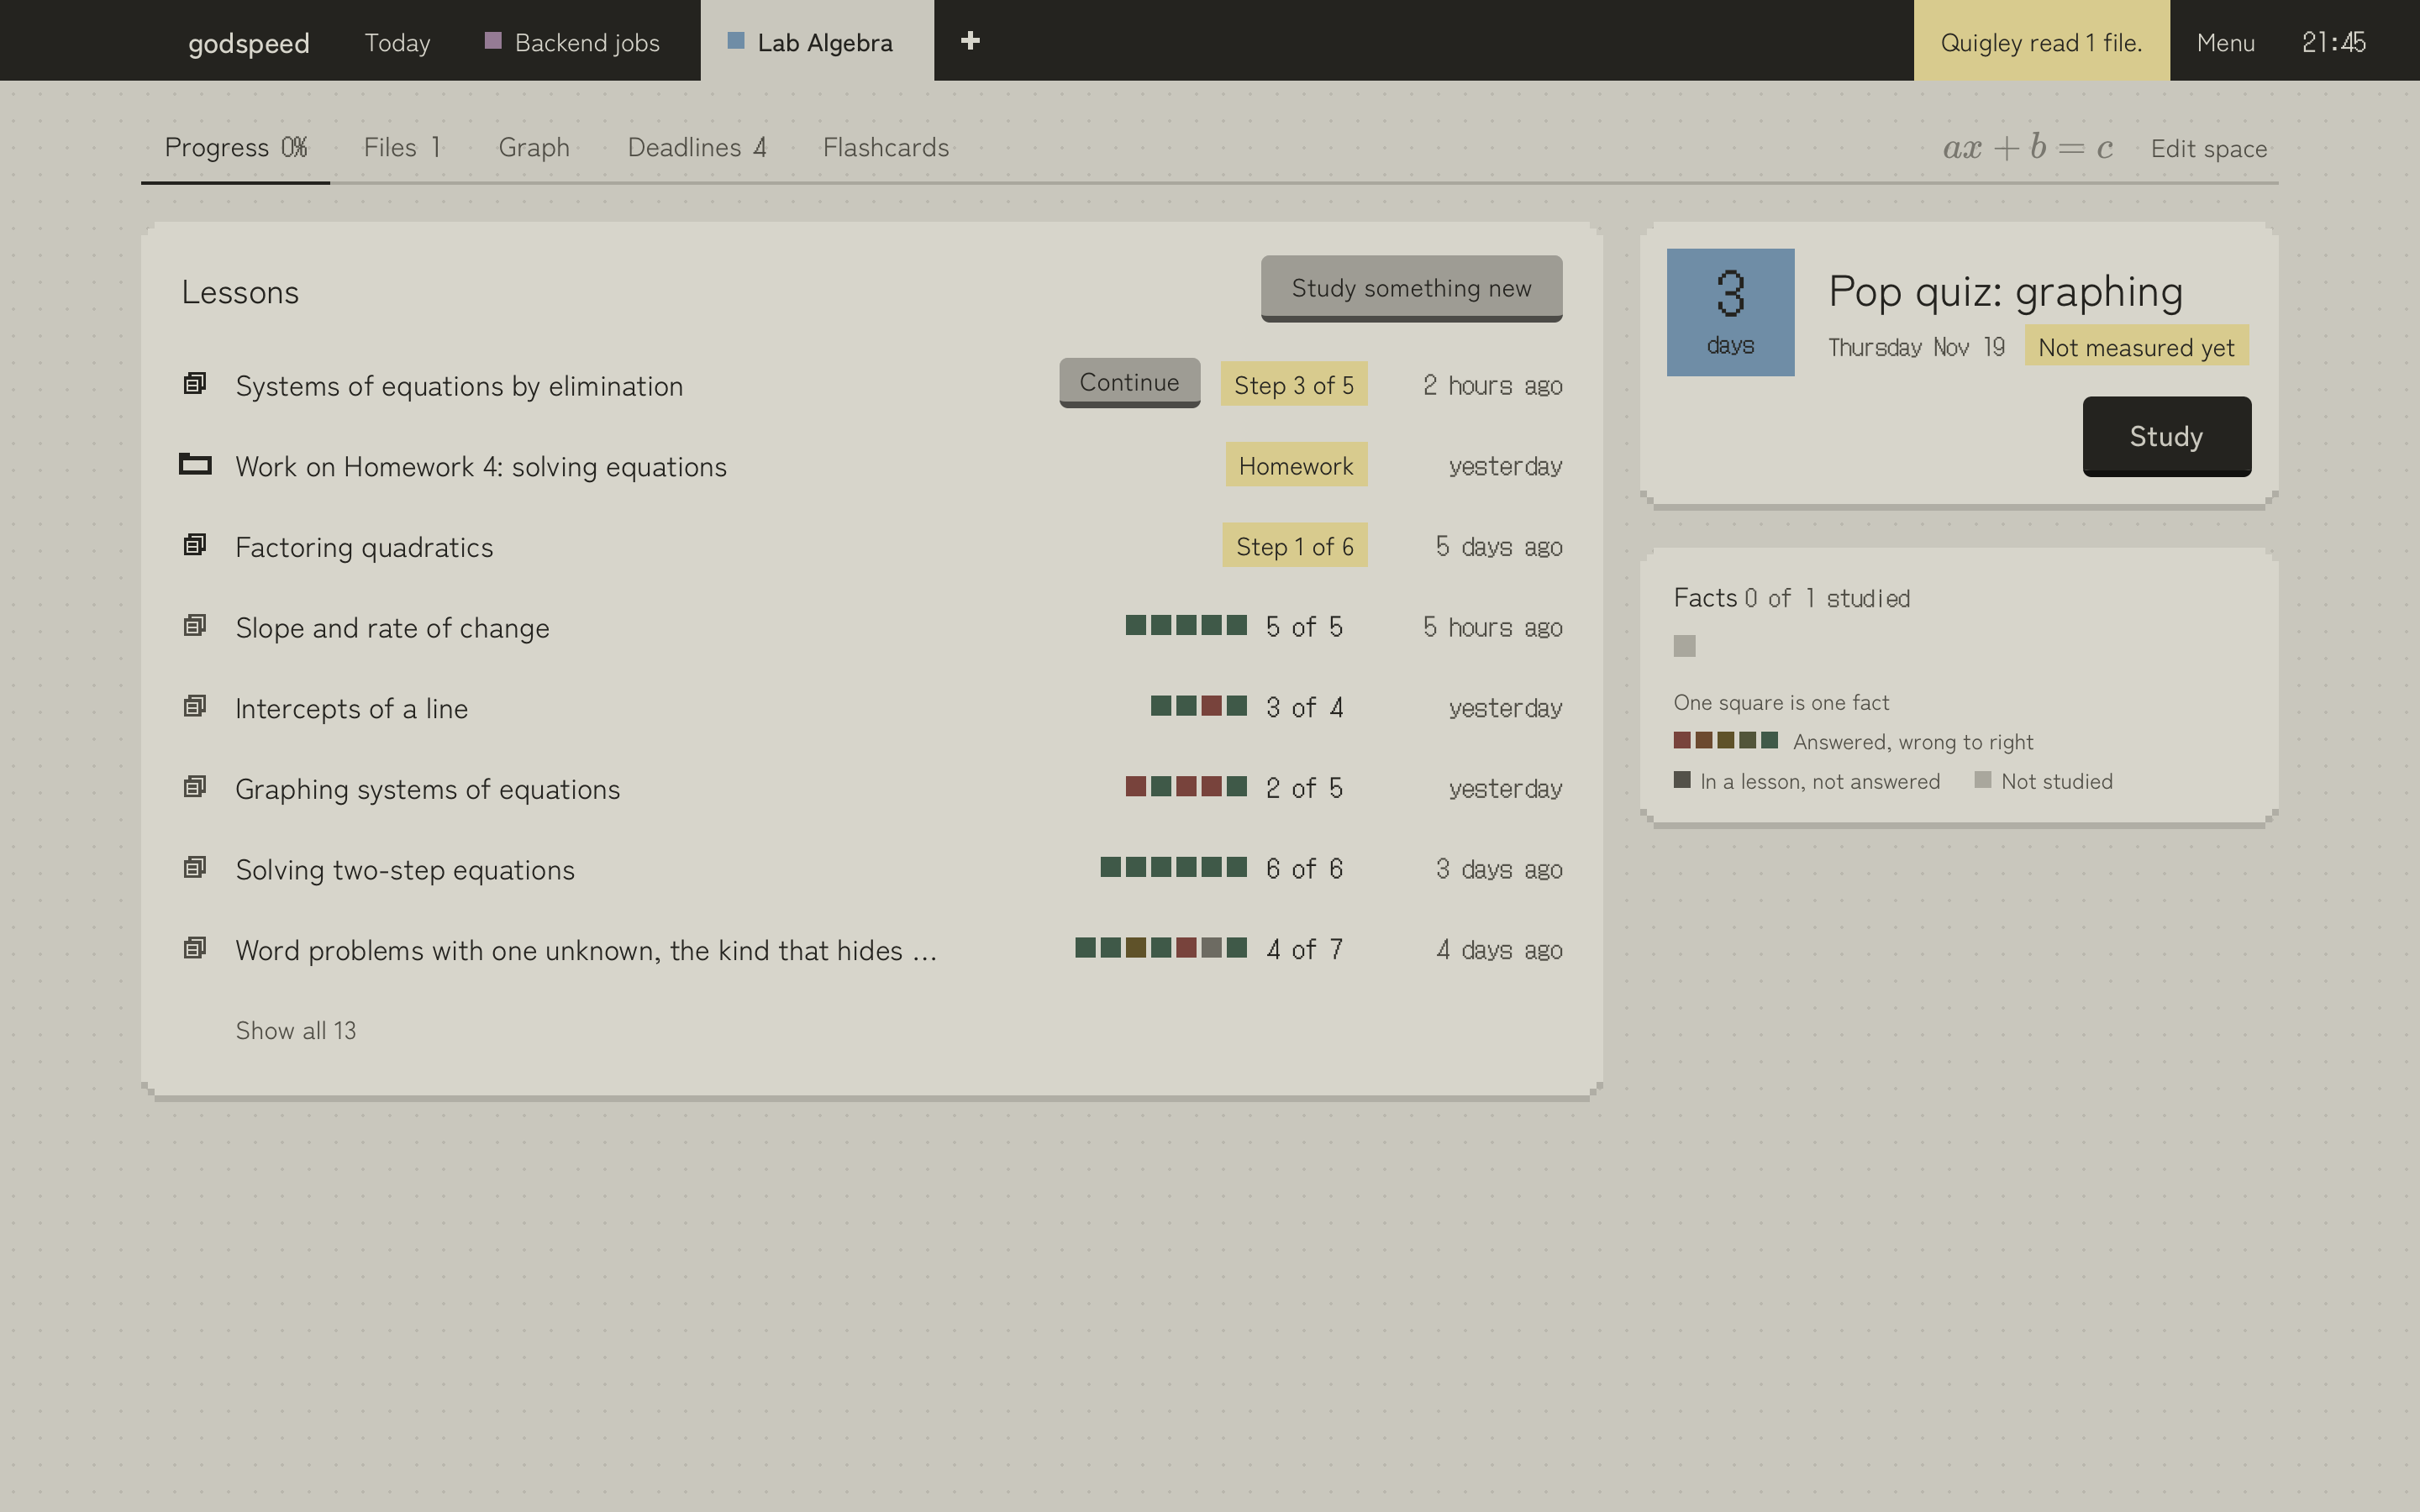 godspeed Today Backend jobs Lab Algebra + Quigley read 1 file. Menu 21:45
Progress 0% Files 1 Graph Deadlines 4 Flashcards ax + b = c Edit space
Lessons Study something new
Systems of equations by elimination Continue Step 3 of 5 2 hours ago
Work on Homework 4: solving equations Homework yesterday
Factoring quadratics Step 1 of 6 5 days ago
Slope and rate of change 5 of 5 5 hours ago
Intercepts of a line 3 of 4 yesterday
Graphing systems of equations 2 of 5 yesterday
Solving two-step equations 6 of 6 3 days ago
Word problems with one unknown, the kind that hides ... 4 of 7 4 days ago
Show all 13
3 days
Pop quiz: graphing
Thursday Nov 19 Not measured yet
Study
Facts 0 of 1 studied
One square is one fact
Answered, wrong to right
In a lesson, not answered Not studied